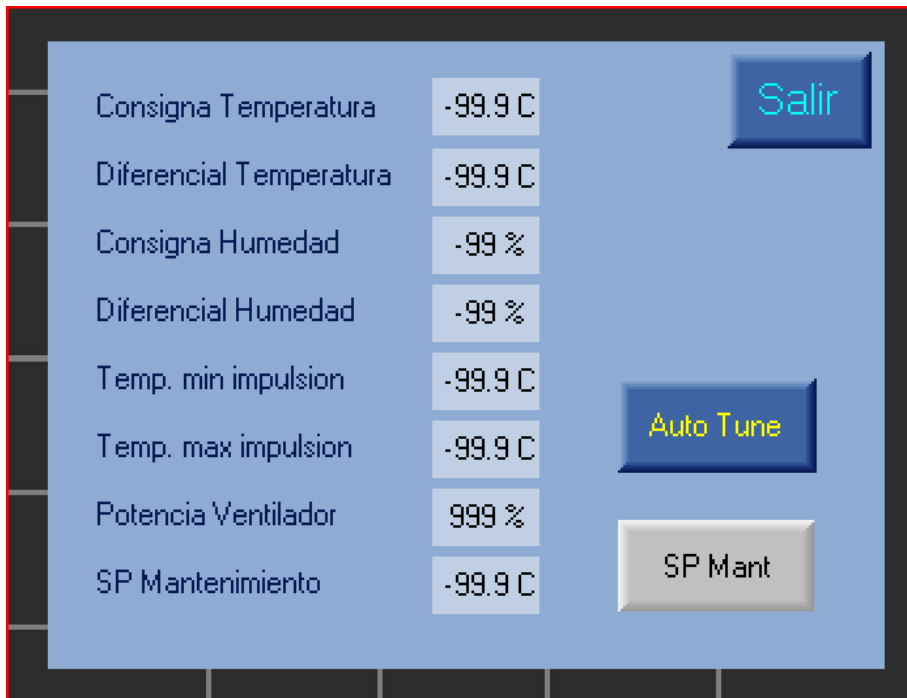 Consigna Temperatura -99.9 C
Salir
Diferencial Temperatura -99.9 C
Consigna Humedad -99 %
Diferencial Humedad -99 %
Temp. min impulsion -99.9 C
Temp. max impulsion -99.9 C
Auto Tune
Potencia Ventilador 999 %
SP Mantenimiento -99.9 C
SP Mant